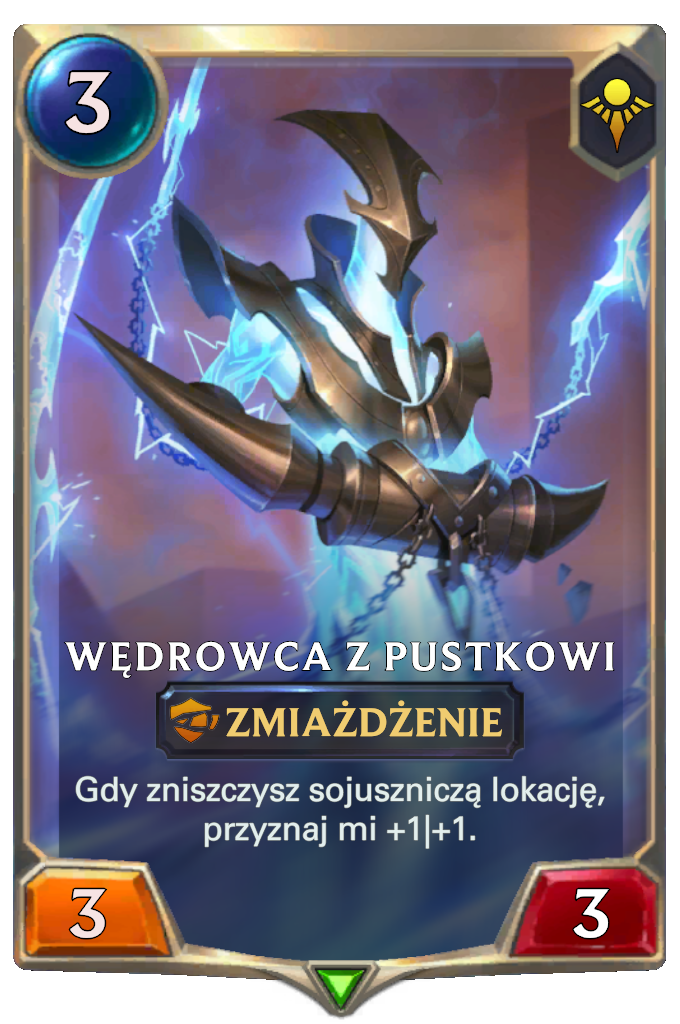 3
WĘDROWCA Z PUSTKOWI
ZMIAŻDŻENIE
Gdy zniszczysz sojuszniczą lokację,
przyznaj mi +1|+1.
3 3